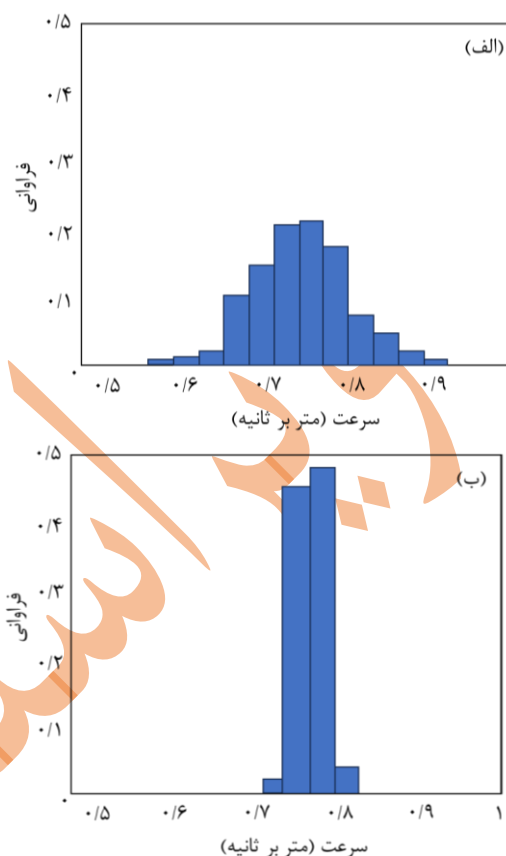 (الف)
۰/۵
۰/۴
۰/۳
۰/۲
۰/۱
۰
فراوانی
۰/۵ ۰/۶ ۰/۷ ۰/۸ ۰/۹
سرعت (متر بر ثانیه)
(ب)
۰/۵
۰/۴
۰/۳
۰/۲
۰/۱
۰
فراوانی
۰/۵ ۰/۶ ۰/۷ ۰/۸ ۰/۹ ۱
سرعت (متر بر ثانیه)